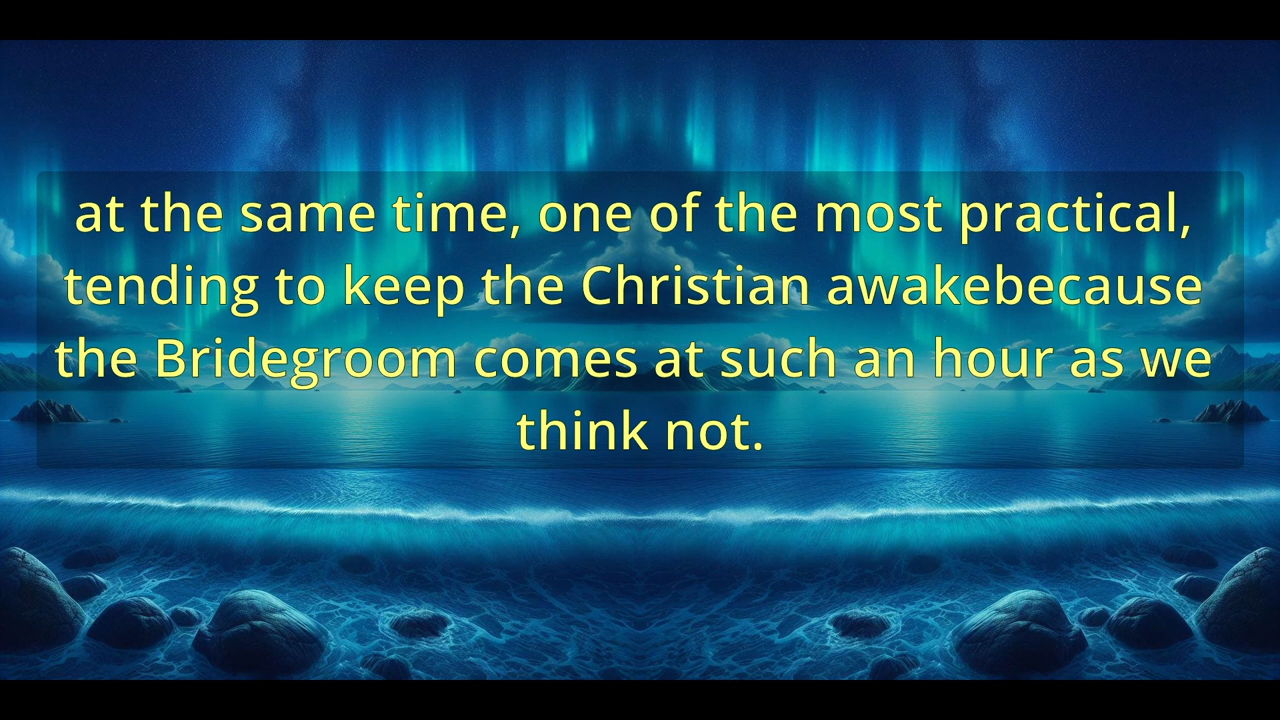 at the same time, one of the most practical,
tending to keep the Christian awakebecause
the Bridegroom comes at such an hour as we
think not.